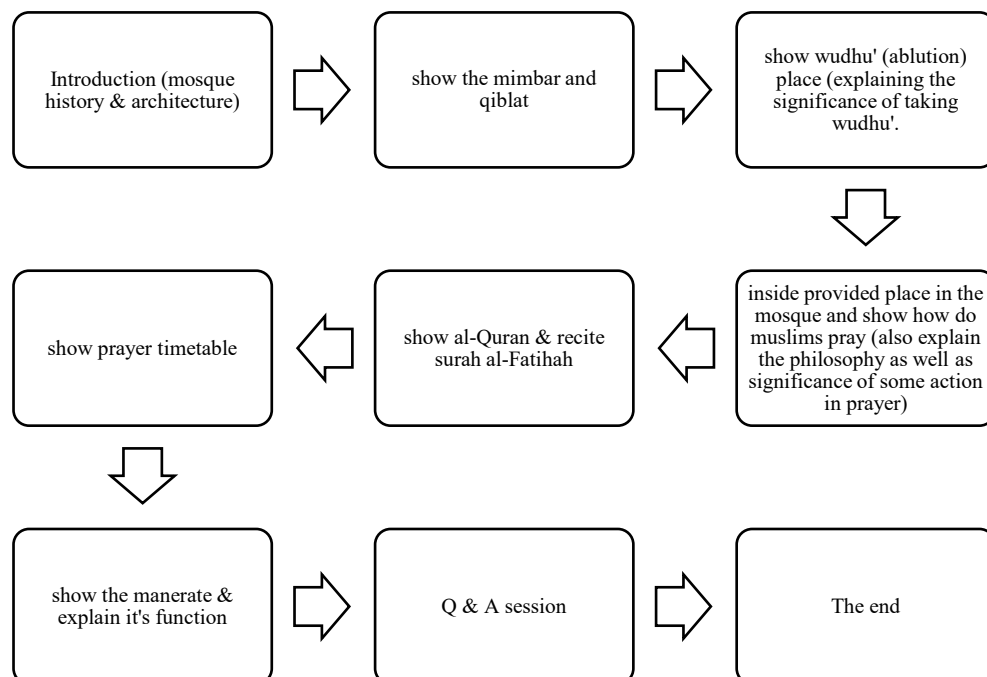 Introduction (mosque
history & architecture)
show the mimbar and
qiblat
show wudhu' (ablution)
place (explaining the
significance of taking
wudhu'.
inside provided place in the
mosque and show how do
muslims pray (also explain
the philosophy as well as
significance of some action
in prayer)
show al-Quran & recite
surah al-Fatihah
show prayer timetable
show the manerate &
explain it's function
Q & A session
The end